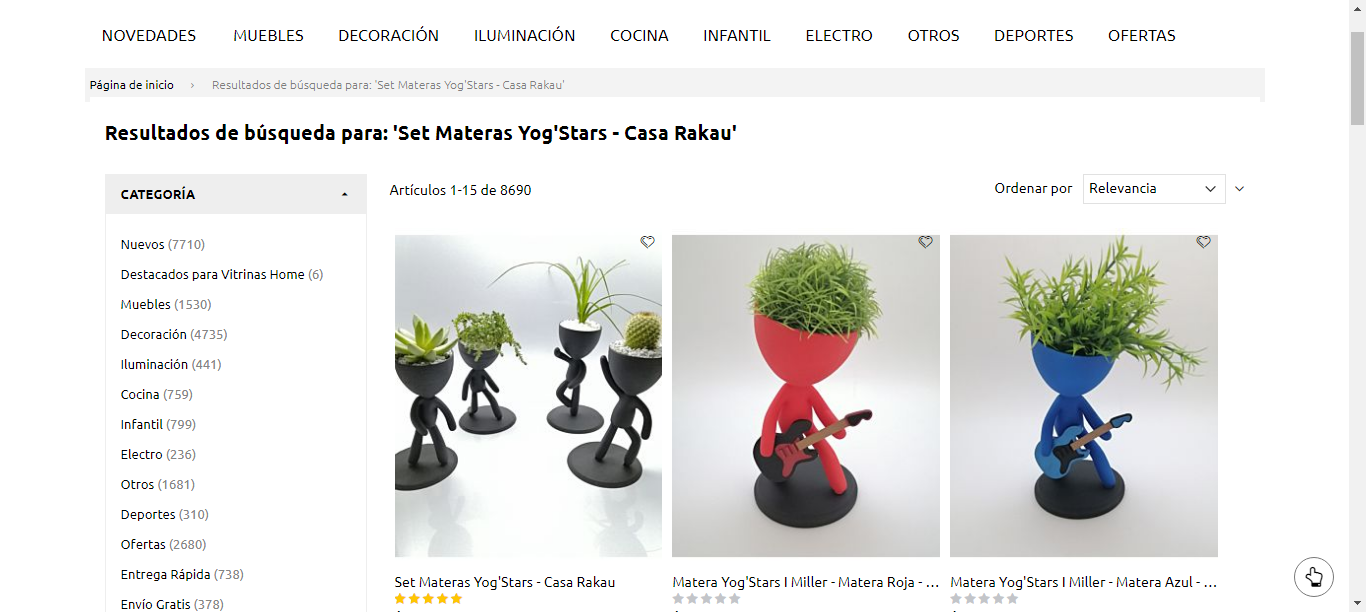 NOVEDADES MUEBLES DECORACIÓN ILUMINACIÓN COCINA INFANTIL ELECTRO OTROS DEPORTES OFERTAS
Página de inicio › Resultados de búsqueda para: 'Set Materas Yog'Stars - Casa Rakau'
Resultados de búsqueda para: 'Set Materas Yog'Stars - Casa Rakau'
CATEGORÍA
Artículos 1-15 de 8690
Ordenar por Relevancia
Nuevos (7710)
Destacados para Vitrinas Home (6)
Muebles (1530)
Decoración (4735)
Iluminación (441)
Cocina (759)
Infantil (799)
Electro (236)
Otros (1681)
Deportes (310)
Ofertas (2680)
Entrega Rápida (738)
Envío Gratis (378)
Set Materas Yog'Stars - Casa Rakau
Matera Yog'Stars I Miller - Matera Roja - ...
Matera Yog'Stars I Miller - Matera Azul - ...